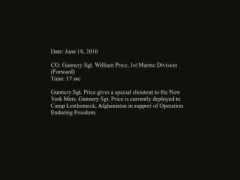 Date: June 19, 2010
CG: Gunnery Sgt. William Price, 1st Marine Division
(Forward)
Time: 17 sec
Gunnery Sgt. Price gives a special shoutout to the New
York Mets. Gunnery Sgt. Price is currently deployed to
Camp Leatherneck, Afghanistan in support of Operation
Enduring Freedom.